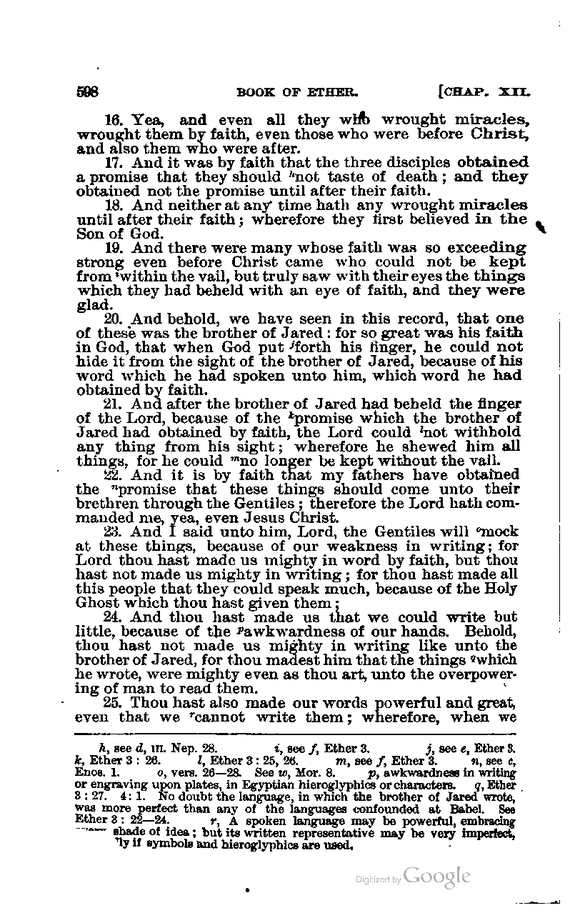 598 BOOK OF ETHER. [CHAP. XII.
16. Yea, and even all they who wrought miracles,
wrought them by faith, even those who were before Christ,
and also them who were after.
17. And it was by faith that the three disciples obtained
a promise that they should hnot taste of death; and they
obtained not the promise until after their faith.
18. And neither at any time hath any wrought miracles
until after their faith; wherefore they first believed in the
Son of God.
19. And there were many whose faith was so exceeding
strong even before Christ came who could not be kept
from iwithin the vail, but truly saw with their eyes the things
which they had beheld with an eye of faith, and they were
glad.
20. And behold, we have seen in this record, that one
of these was the brother of Jared: for so great was his faith
in God, that when God put jforth his finger, he could not
hide it from the sight of the brother of Jared, because of his
word which he had spoken unto him, which word he had
obtained by faith.
21. And after the brother of Jared had beheld the finger
of the Lord, because of the kpromise which the brother of
Jared had obtained by faith, the Lord could lnot withhold
any thing from his sight; wherefore he shewed him all
things, for he could mno longer be kept without the vail.
22. And it is by faith that my fathers have obtained
the npromise that these things should come unto their
brethren through the Gentiles; therefore the Lord hath com-
manded me, yea, even Jesus Christ.
23. And I said unto him, Lord, the Gentiles will omock
at these things, because of our weakness in writing; for
Lord thou hast made us mighty in word by faith, but thou
hast not made us mighty in writing; for thou hast made all
this people that they could speak much, because of the Holy
Ghost which thou hast given them;
24. And thou hast made us that we could write but
little, because of the pawkwardness of our hands. Behold,
thou hast not made us mighty in writing like unto the
brother of Jared, for thou madest him that the things qwhich
he wrote, were mighty even as thou art, unto the overpower-
ing of man to read them.
25. Thou hast also made our words powerful and great,
even that we rcannot write them; wherefore, when we
h, see d, III. Nep. 28. i, see f, Ether 3. j, see e, Ether 3.
k, Ether 3: 26. l, Ether 3: 25, 26. m, see f, Ether 3. n, see c,
Enos. 1. o, vers. 26—28. See w, Mor. 8. p, awkwardness in writing
or engraving upon plates, in Egyptian hieroglyphics or characters. q, Ether
3: 27. 4: 1. No doubt the language, in which the brother of Jared wrote,
was more perfect than any of the languages confounded at Babel. See
Ether 3: 22—24. r, A spoken language may be powerful, embracing
shade of idea; but its written representative may be very imperfect,
ly if symbols and hieroglyphics are used.
Digitized by Google